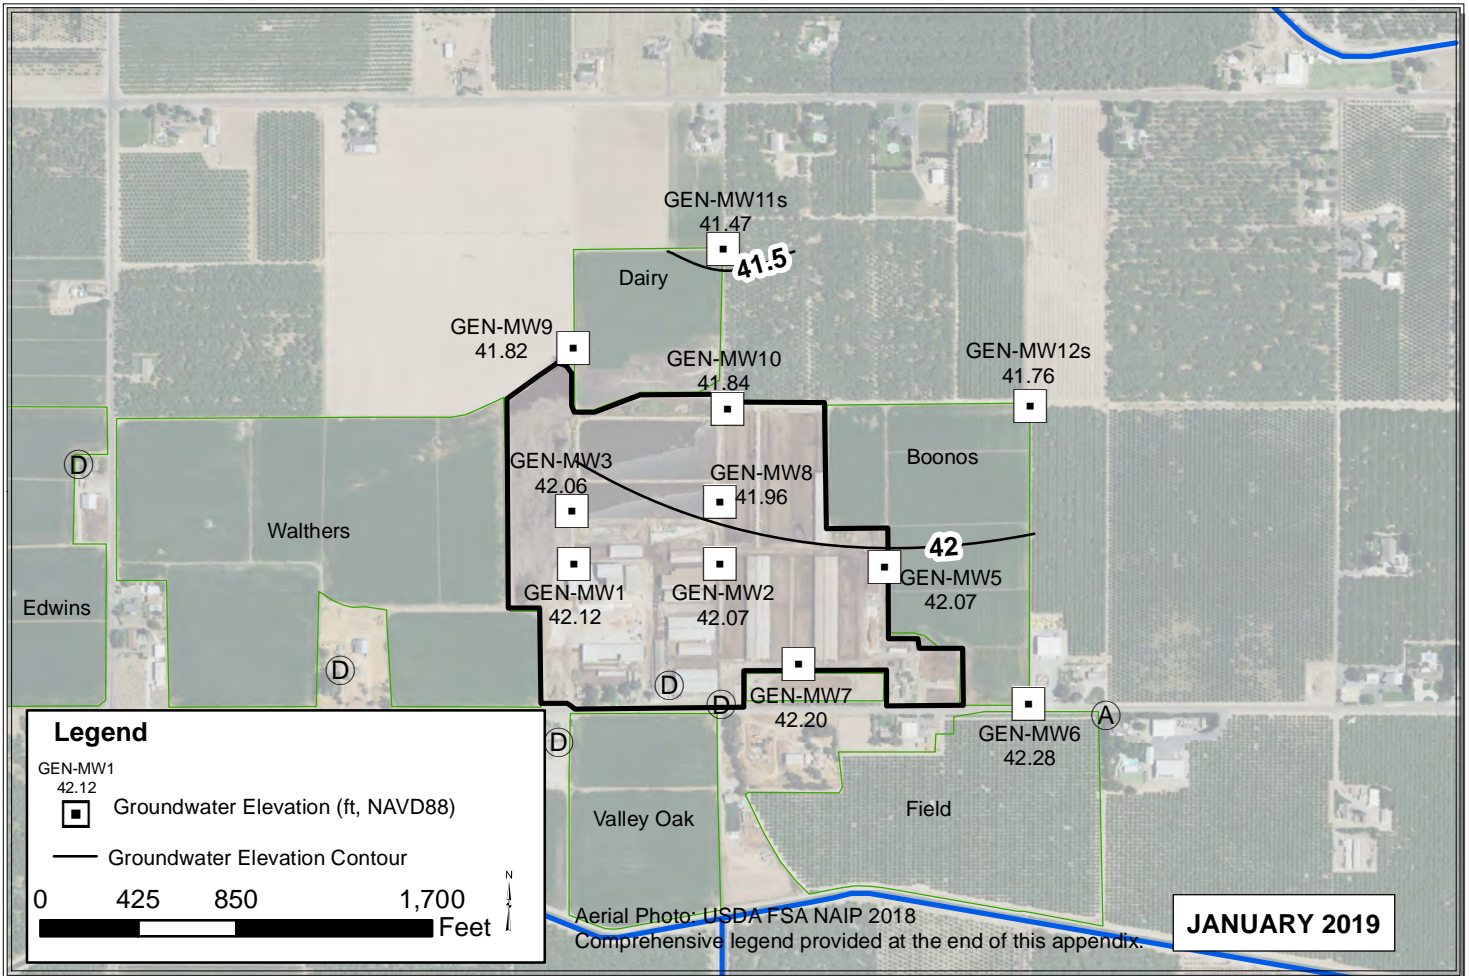 GEN-MW11s
41.47
41.5
Dairy
GEN-MW9
41.82
GEN-MW10
41.84
GEN-MW12s
41.76
GEN-MW3
42.06
GEN-MW8
41.96
Boonos
D
Walthers
42
GEN-MW1
42.12
GEN-MW2
42.07
GEN-MW5
42.07
Edwins
D
D
D
GEN-MW7
42.20
A
GEN-MW6
42.28
D
Valley Oak
Field
Legend
GEN-MW1
42.12
Groundwater Elevation (ft, NAVD88)
Groundwater Elevation Contour
0 425 850 1,700
Feet
N
Aerial Photo: USDA FSA NAIP 2018
Comprehensive legend provided at the end of this appendix.
JANUARY 2019